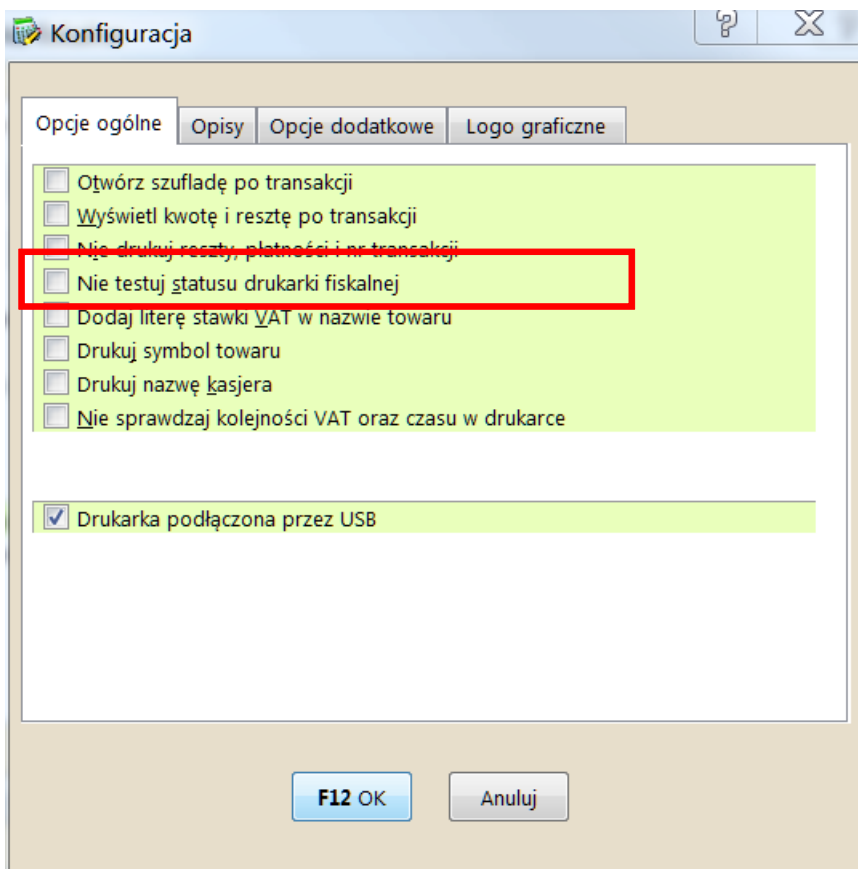 Konfiguracja
Opcje ogólne Opisy Opcje dodatkowe Logo graficzne
Otwórz szufladę po transakcji
Wyświetl kwotę i resztę po transakcji
Nie drukuj reszty, płatności i nr transakcji
Nie testuj statusu drukarki fiskalnej
Dodaj literę stawki VAT w nazwie towaru
Drukuj symbol towaru
Drukuj nazwę kasjera
Nie sprawdzaj kolejności VAT oraz czasu w drukarce
Drukarka podłączona przez USB
F12 OK Anuluj